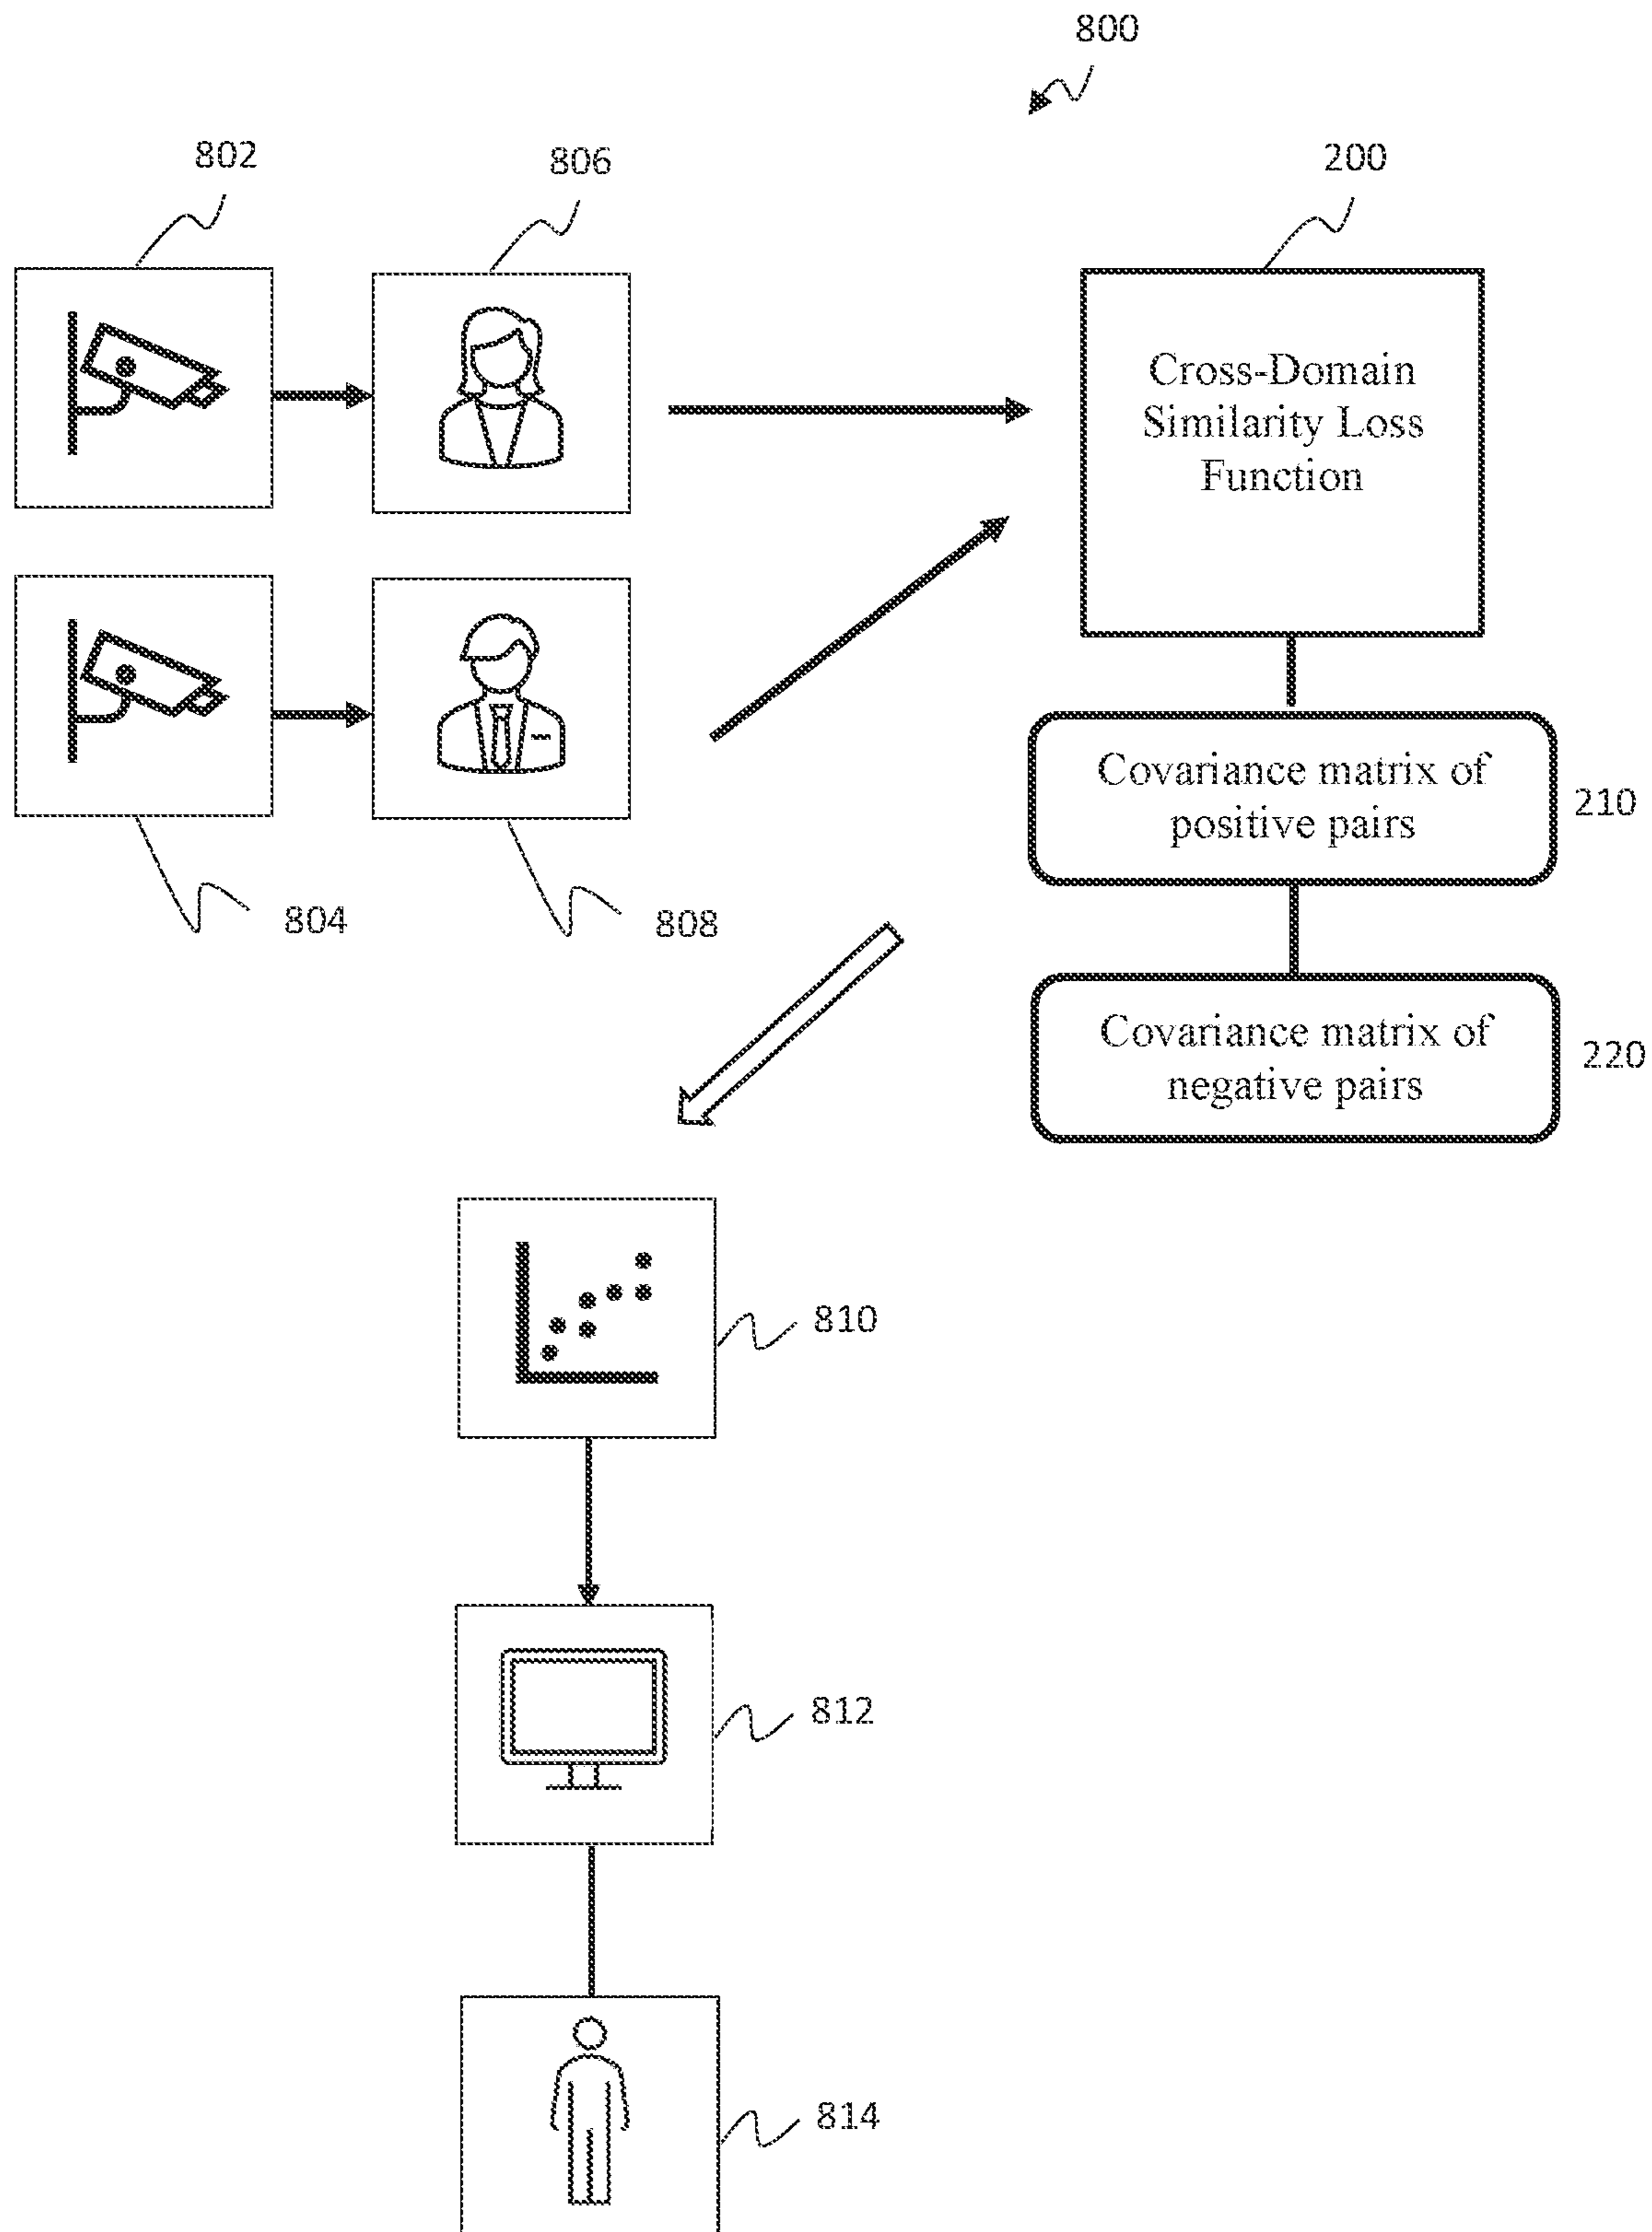 800
802
806
200
Cross-Domain
Similarity Loss
Function
Covariance matrix of
positive pairs
210
804
808
Covariance matrix of
negative pairs
220
810
812
814